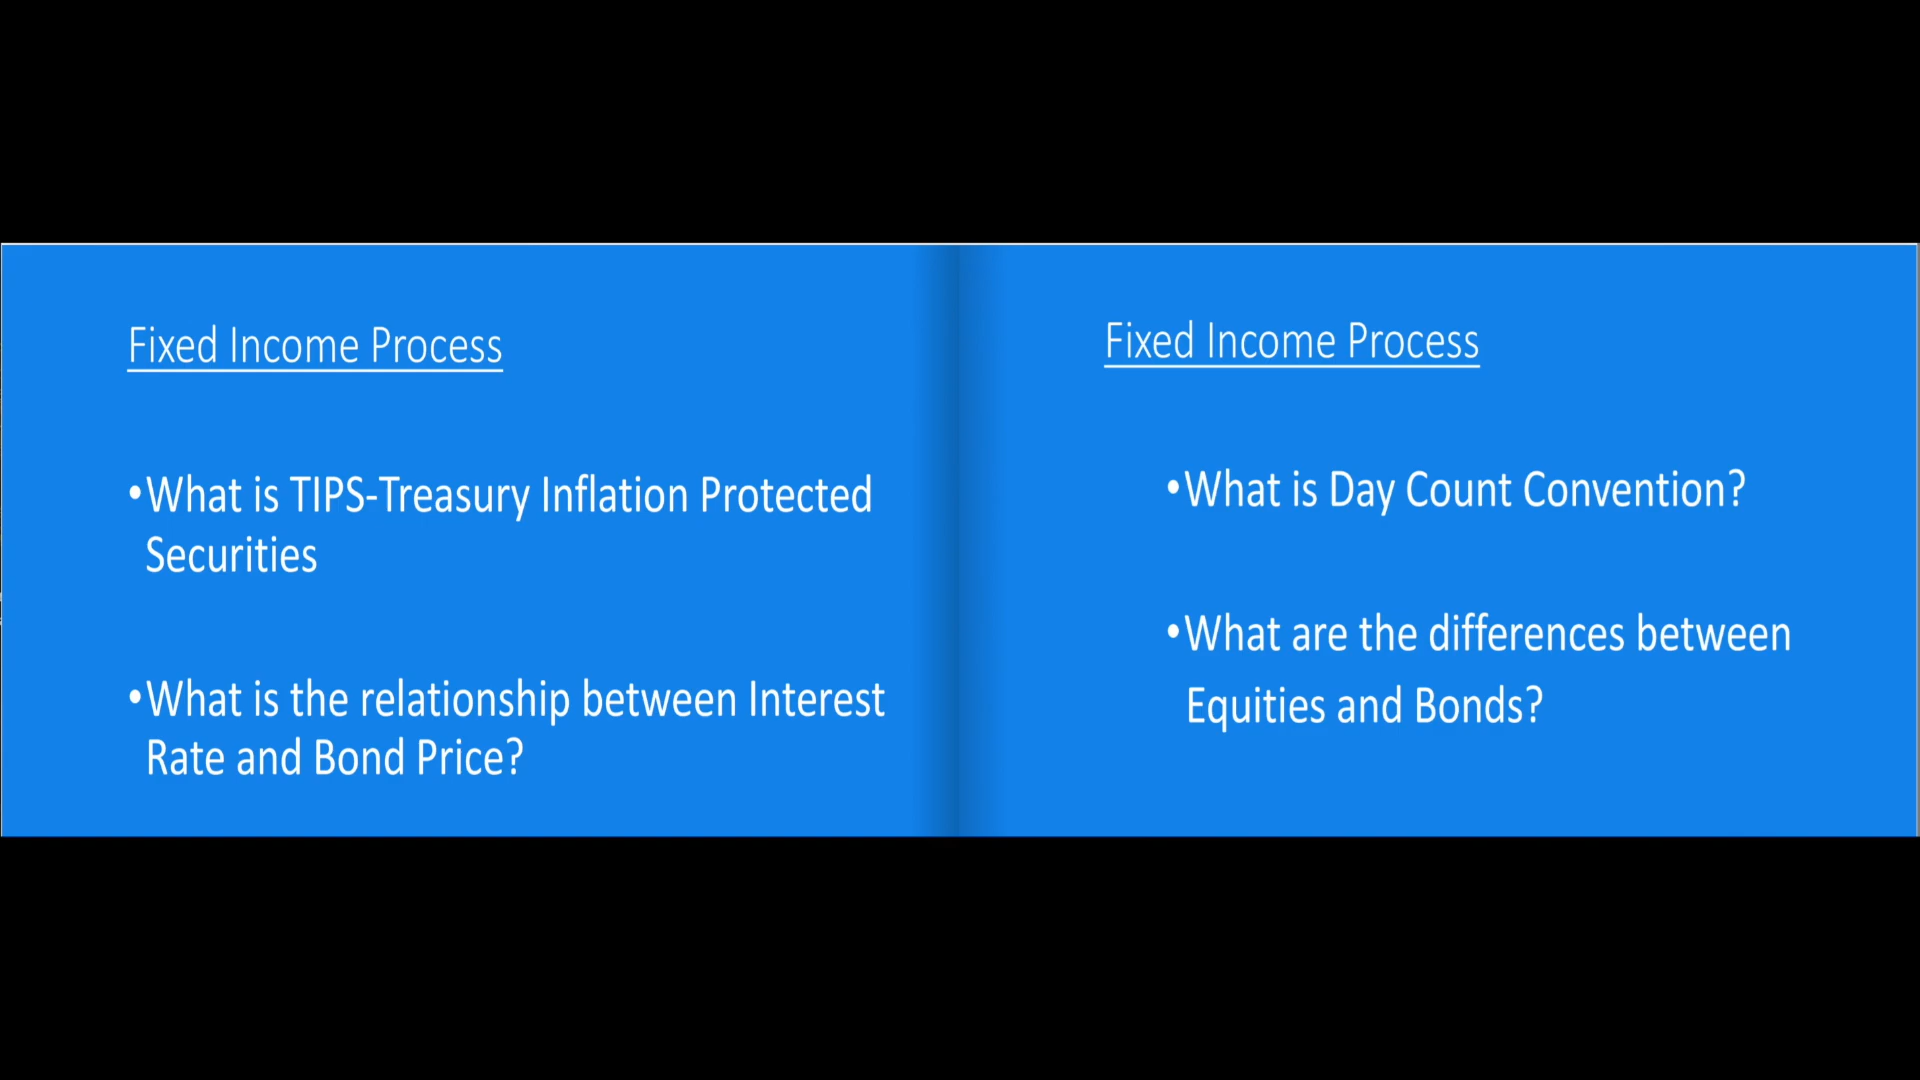 Fixed Income Process
•What is TIPS-Treasury Inflation Protected
Securities
•What is the relationship between Interest
Rate and Bond Price?
Fixed Income Process
•What is Day Count Convention?
•What are the differences between
Equities and Bonds?